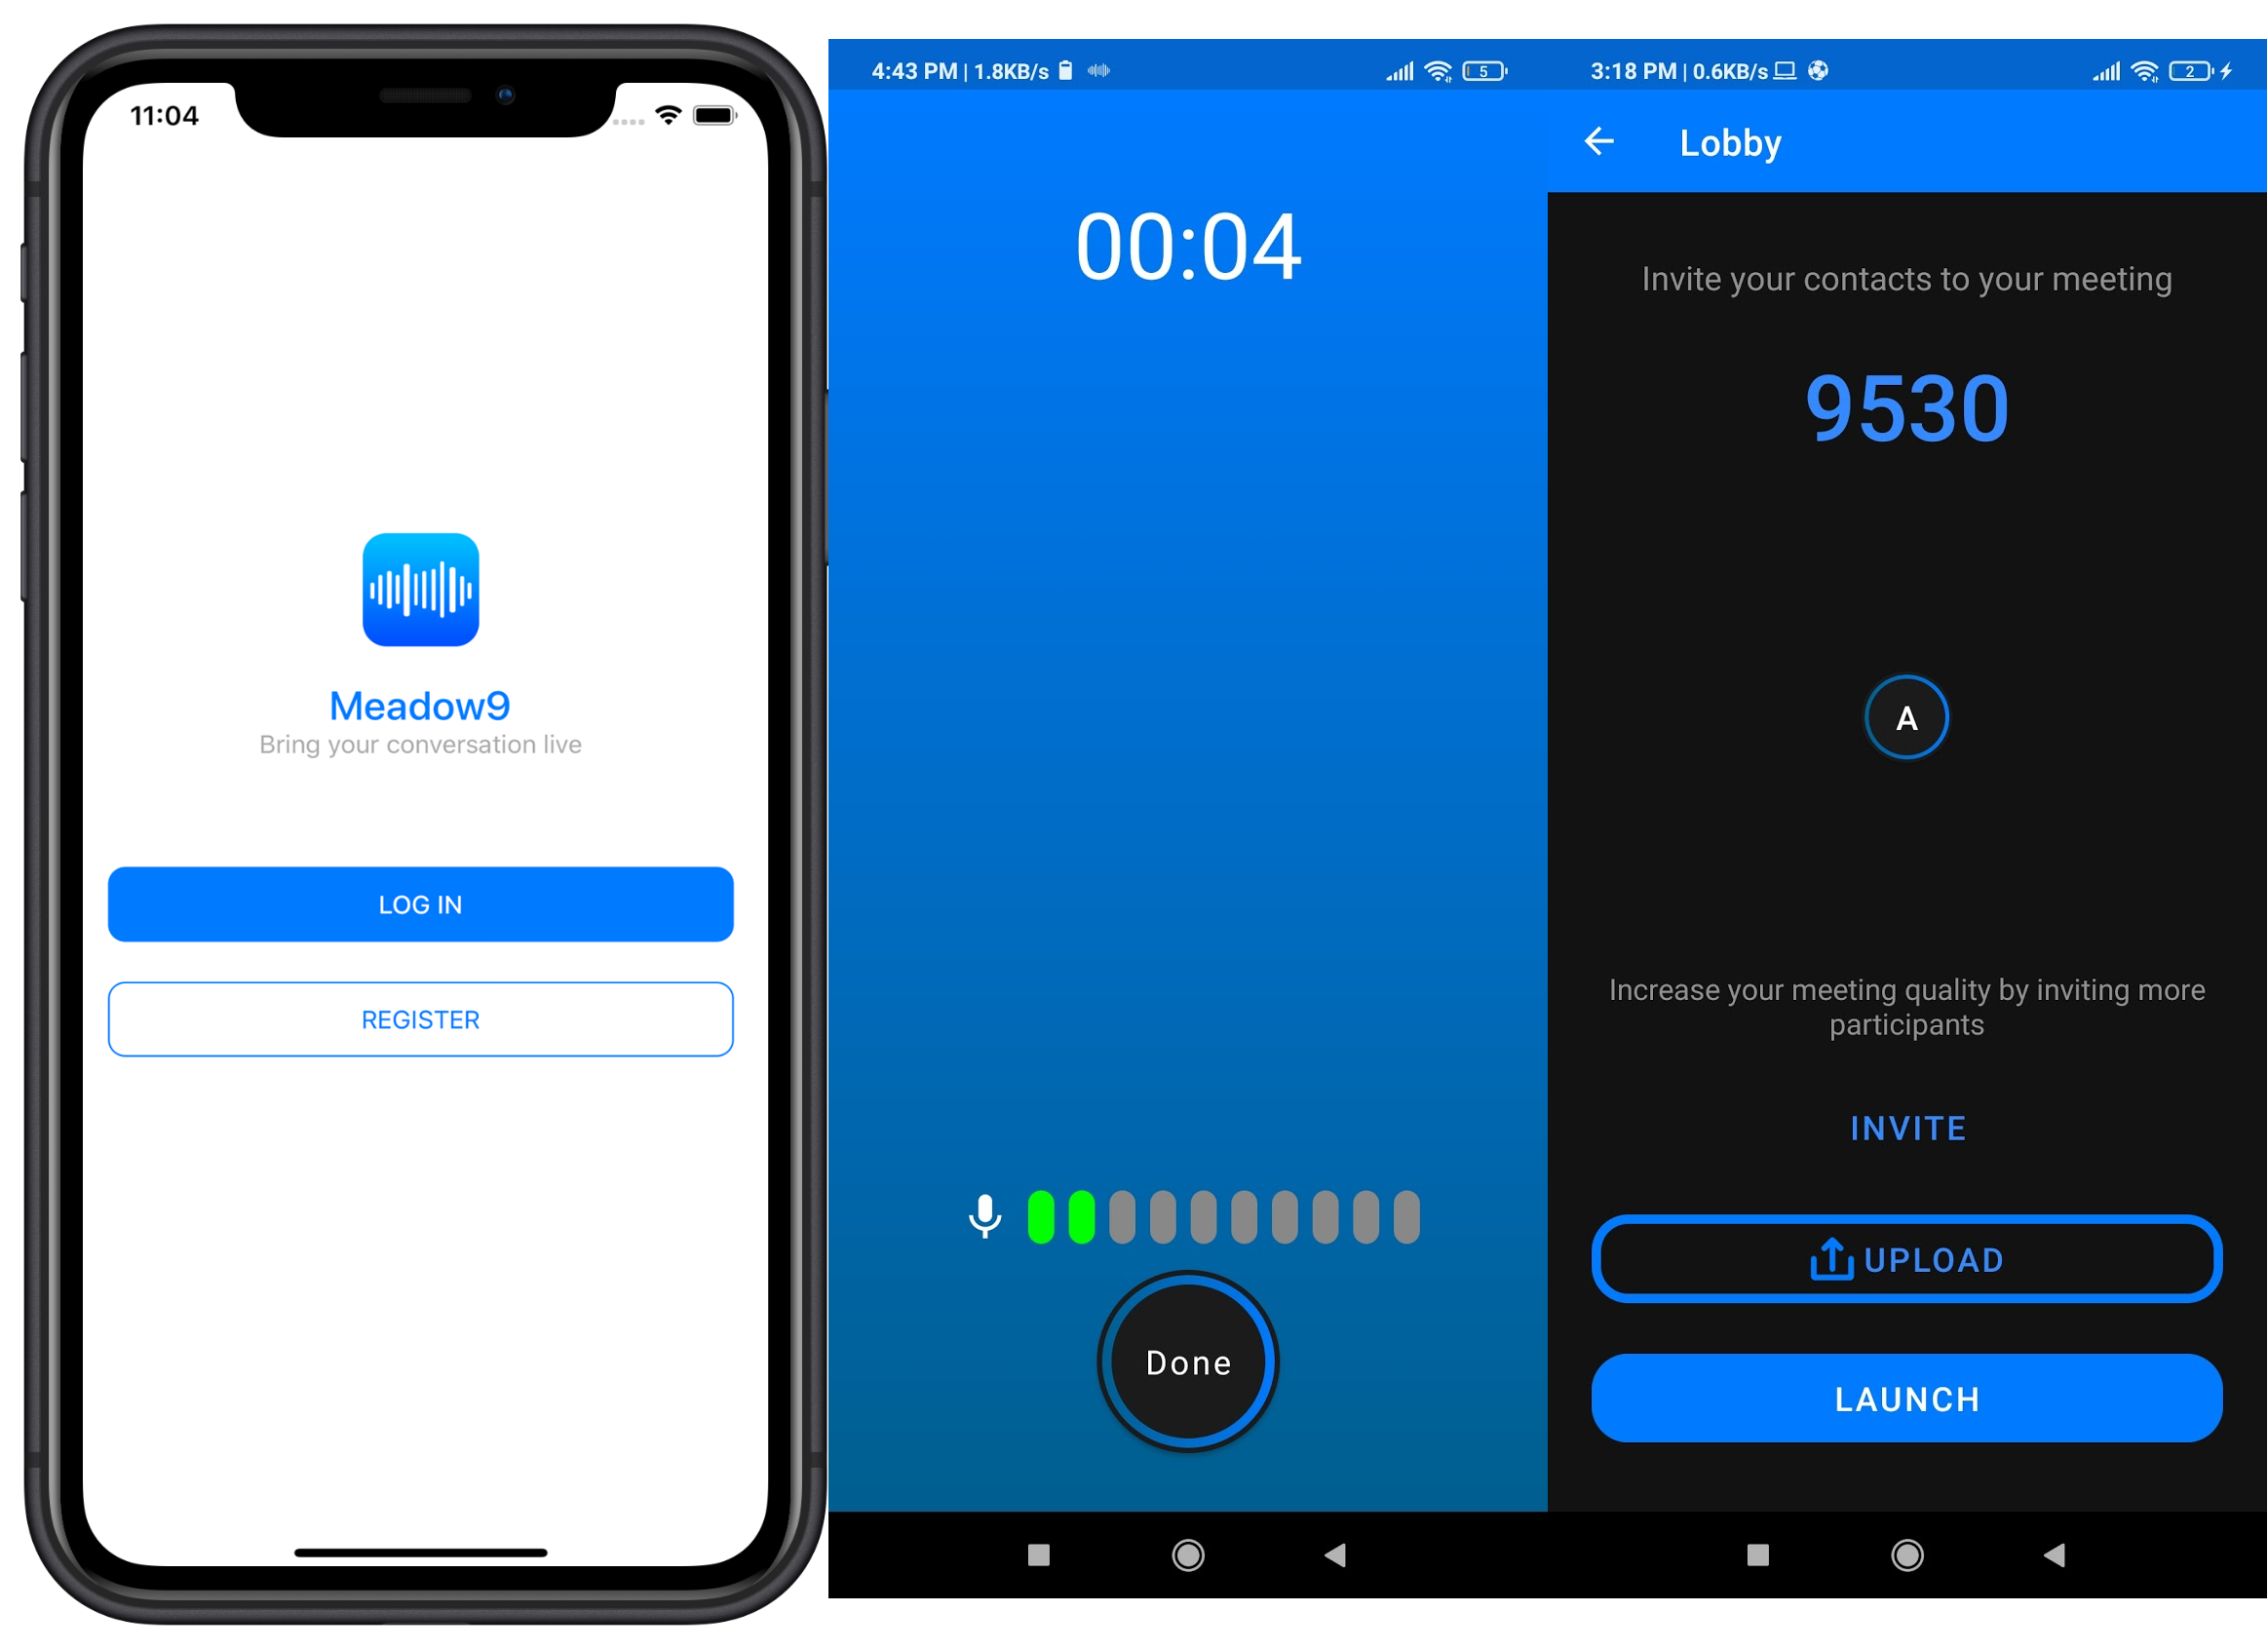 11:04
Meadow9
Bring your conversation live
LOG IN
REGISTER
4:43 PM | 1.8KB/s
5
00:04
Done
3:18 PM | 0.6KB/s
2
Lobby
Invite your contacts to your meeting
9530
A
Increase your meeting quality by inviting more
participants
INVITE
UPLOAD
LAUNCH